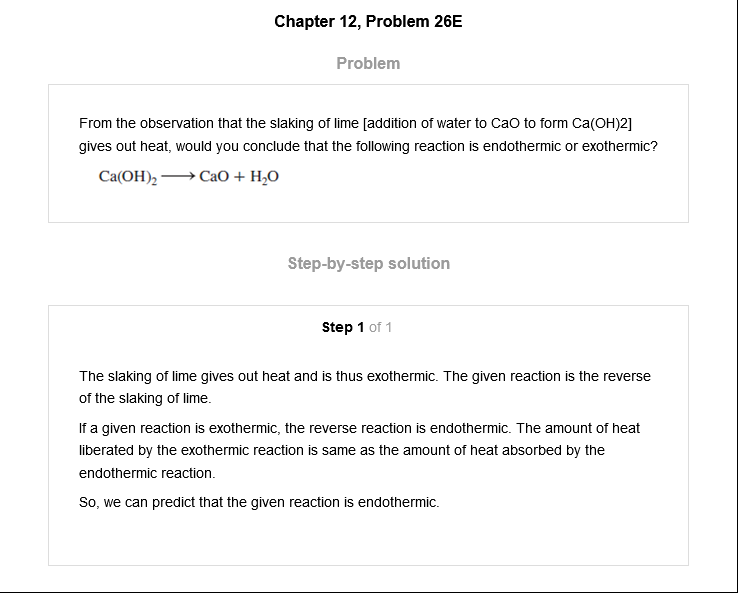 Chapter 12, Problem 26E
Problem
From the observation that the slaking of lime [addition of water to CaO to form Ca(OH)2]
gives out heat, would you conclude that the following reaction is endothermic or exothermic?
Ca(OH)₂ ⟶ CaO + H₂O
Step-by-step solution
Step 1 of 1
The slaking of lime gives out heat and is thus exothermic. The given reaction is the reverse
of the slaking of lime.
If a given reaction is exothermic, the reverse reaction is endothermic. The amount of heat
liberated by the exothermic reaction is same as the amount of heat absorbed by the
endothermic reaction.
So, we can predict that the given reaction is endothermic.